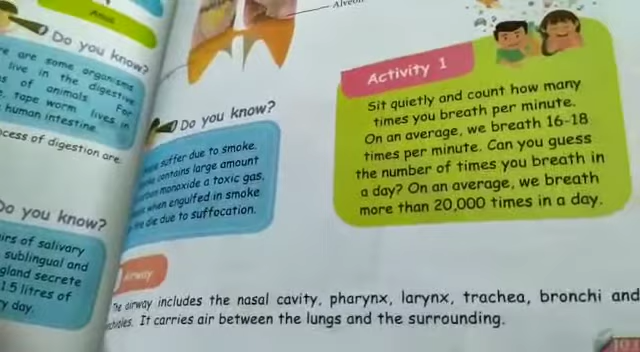 Anus
Do you know?
are some organisms
live in the digestive
of animals. For
tape worm lives in
human intestine.
of digestion are
Do you know?
of salivary
sublingual and
gland secrete
1.5 litres of
day.
Do you know?
suffer due to smoke.
contains large amount
monoxide a toxic gas,
when engulfed in smoke
die due to suffocation.
Activity 1
Sit quietly and count how many
times you breath per minute.
On an average, we breath 16-18
times per minute. Can you guess
the number of times you breath in
a day? On an average, we breath
more than 20,000 times in a day.
Airway
The airway includes the nasal cavity, pharynx, larynx, trachea, bronchi and
It carries air between the lungs and the surrounding.